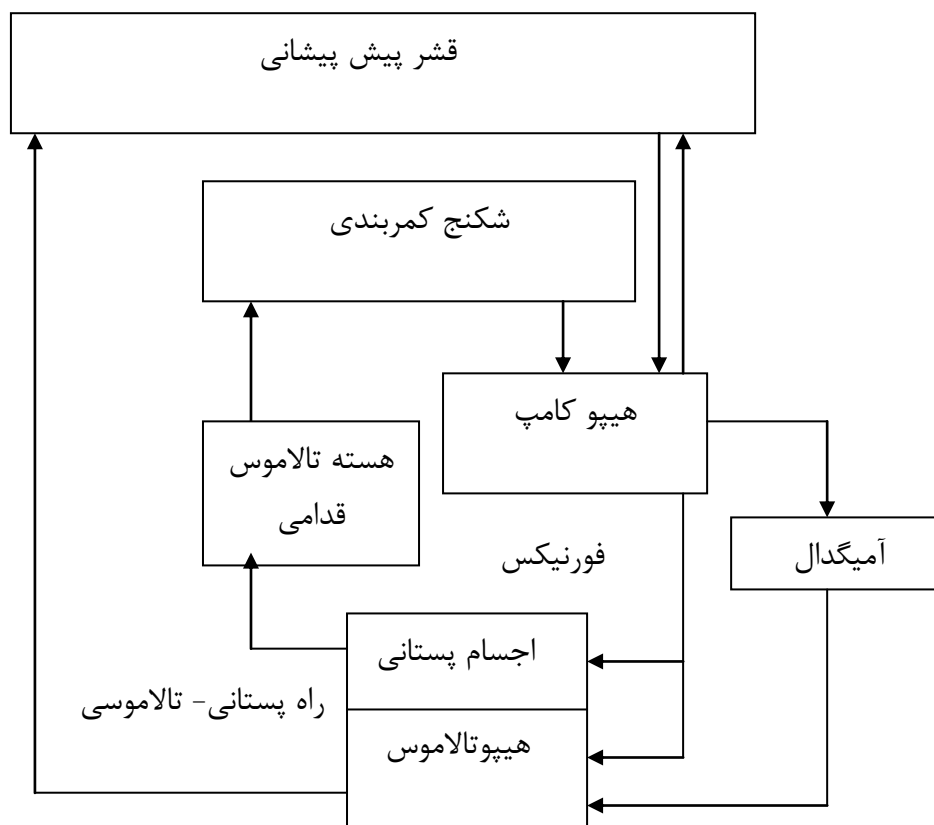 قشر پیش پیشانی
شکنج کمربندی
هیپو کامپ
هسته تالاموس
قدامی
فورنیکس
آمیگدال
اجسام پستانی
راه پستانی- تالاموسی
هیپوتالاموس